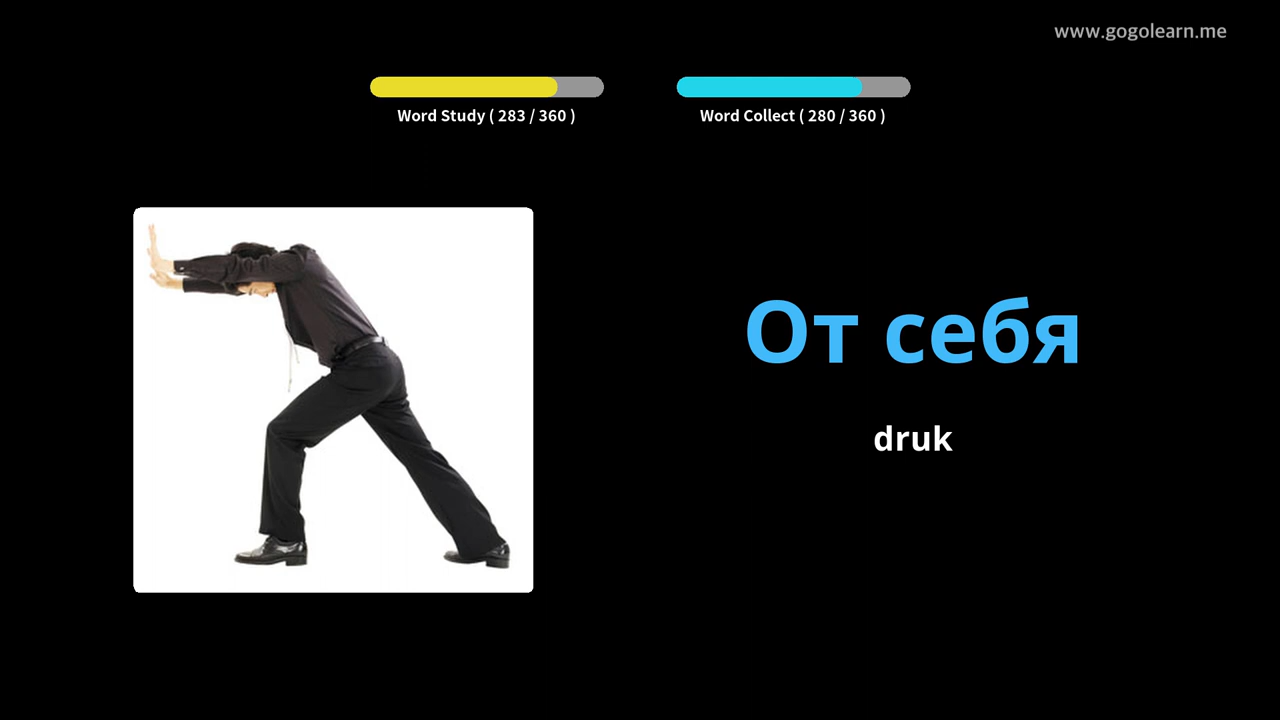 www.gogolearn.me
Word Study ( 283 / 360 )
Word Collect ( 280 / 360 )
От себя
druk